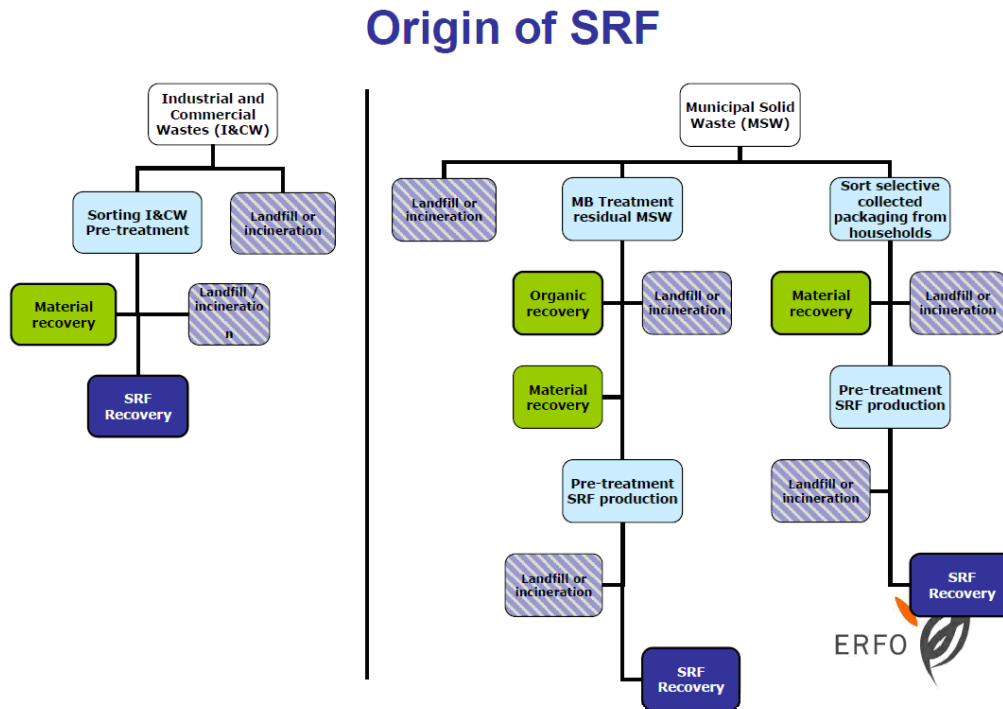 Origin of SRF
Industrial and
Commercial
Wastes (I&CW)
Sorting I&CW
Pre-treatment
Landfill or
incineration
Material
recovery
Landfill /
incineratio
n
SRF
Recovery
Municipal Solid
Waste (MSW)
Landfill or
incineration
MB Treatment
residual MSW
Sort selective
collected
packaging from
households
Organic
recovery
Landfill or
incineration
Material
recovery
Landfill or
incineration
Material
recovery
Pre-treatment
SRF production
Pre-treatment
SRF production
Landfill or
incineration
Landfill or
incineration
SRF
Recovery
SRF
Recovery
ERFO